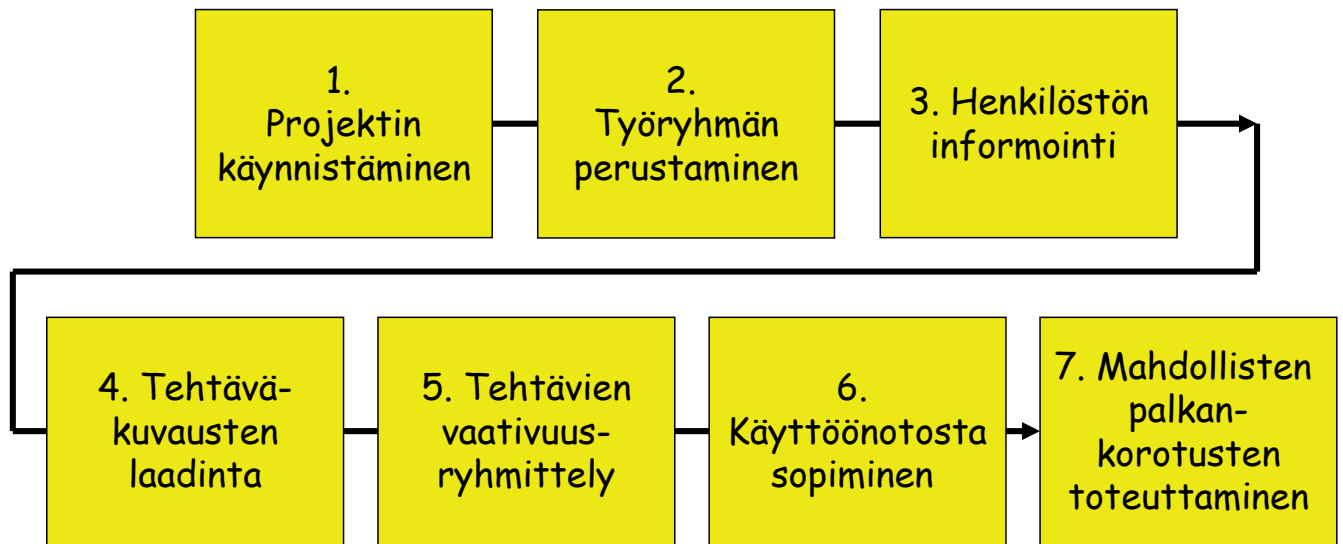 1.
Projektin
käynnistäminen
2.
Työryhmän
perustaminen
3. Henkilöstön
informointi
4. Tehtävä-
kuvausten
laadinta
5. Tehtävien
vaativuus-
ryhmittely
6.
Käyttöönotosta
sopiminen
7. Mahdollisten
palkan-
korotusten
toteuttaminen